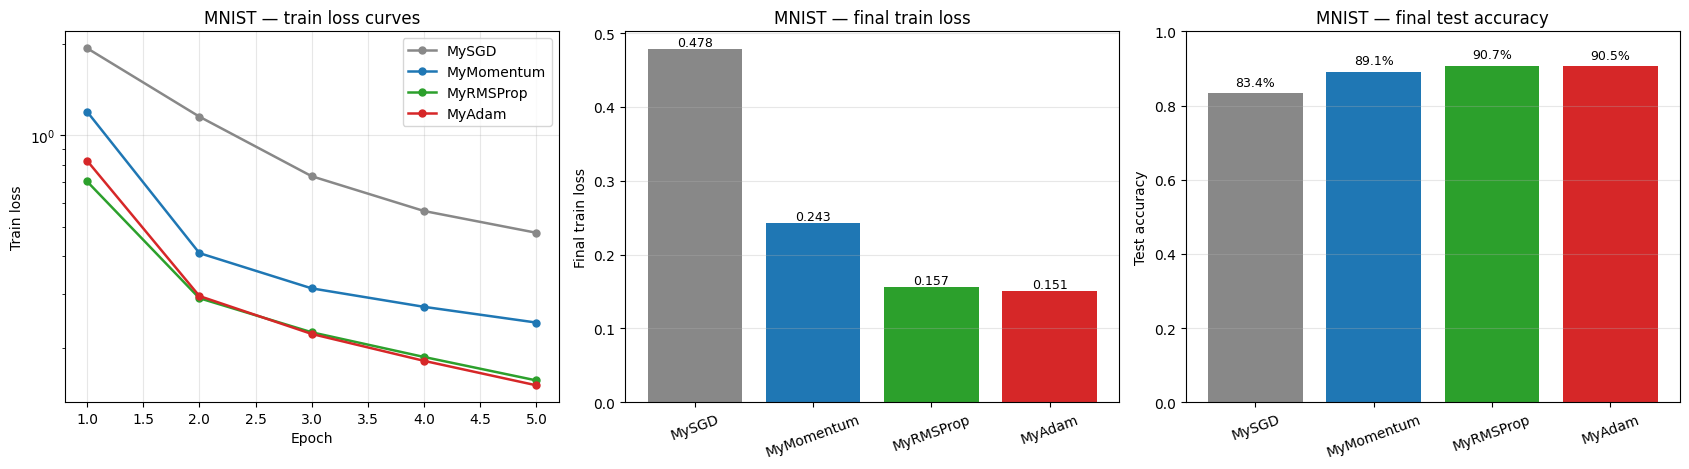 MNIST — train loss curves
Train loss
10⁰
MySGD
MyMomentum
MyRMSProp
MyAdam
1.0 1.5 2.0 2.5 3.0 3.5 4.0 4.5 5.0
Epoch
MNIST — final train loss
Final train loss
0.5
0.4
0.3
0.2
0.1
0.0
0.478
0.243
0.157
0.151
MySGD MyMomentum MyRMSProp MyAdam
MNIST — final test accuracy
Test accuracy
1.0
0.8
0.6
0.4
0.2
0.0
83.4%
89.1%
90.7%
90.5%
MySGD MyMomentum MyRMSProp MyAdam